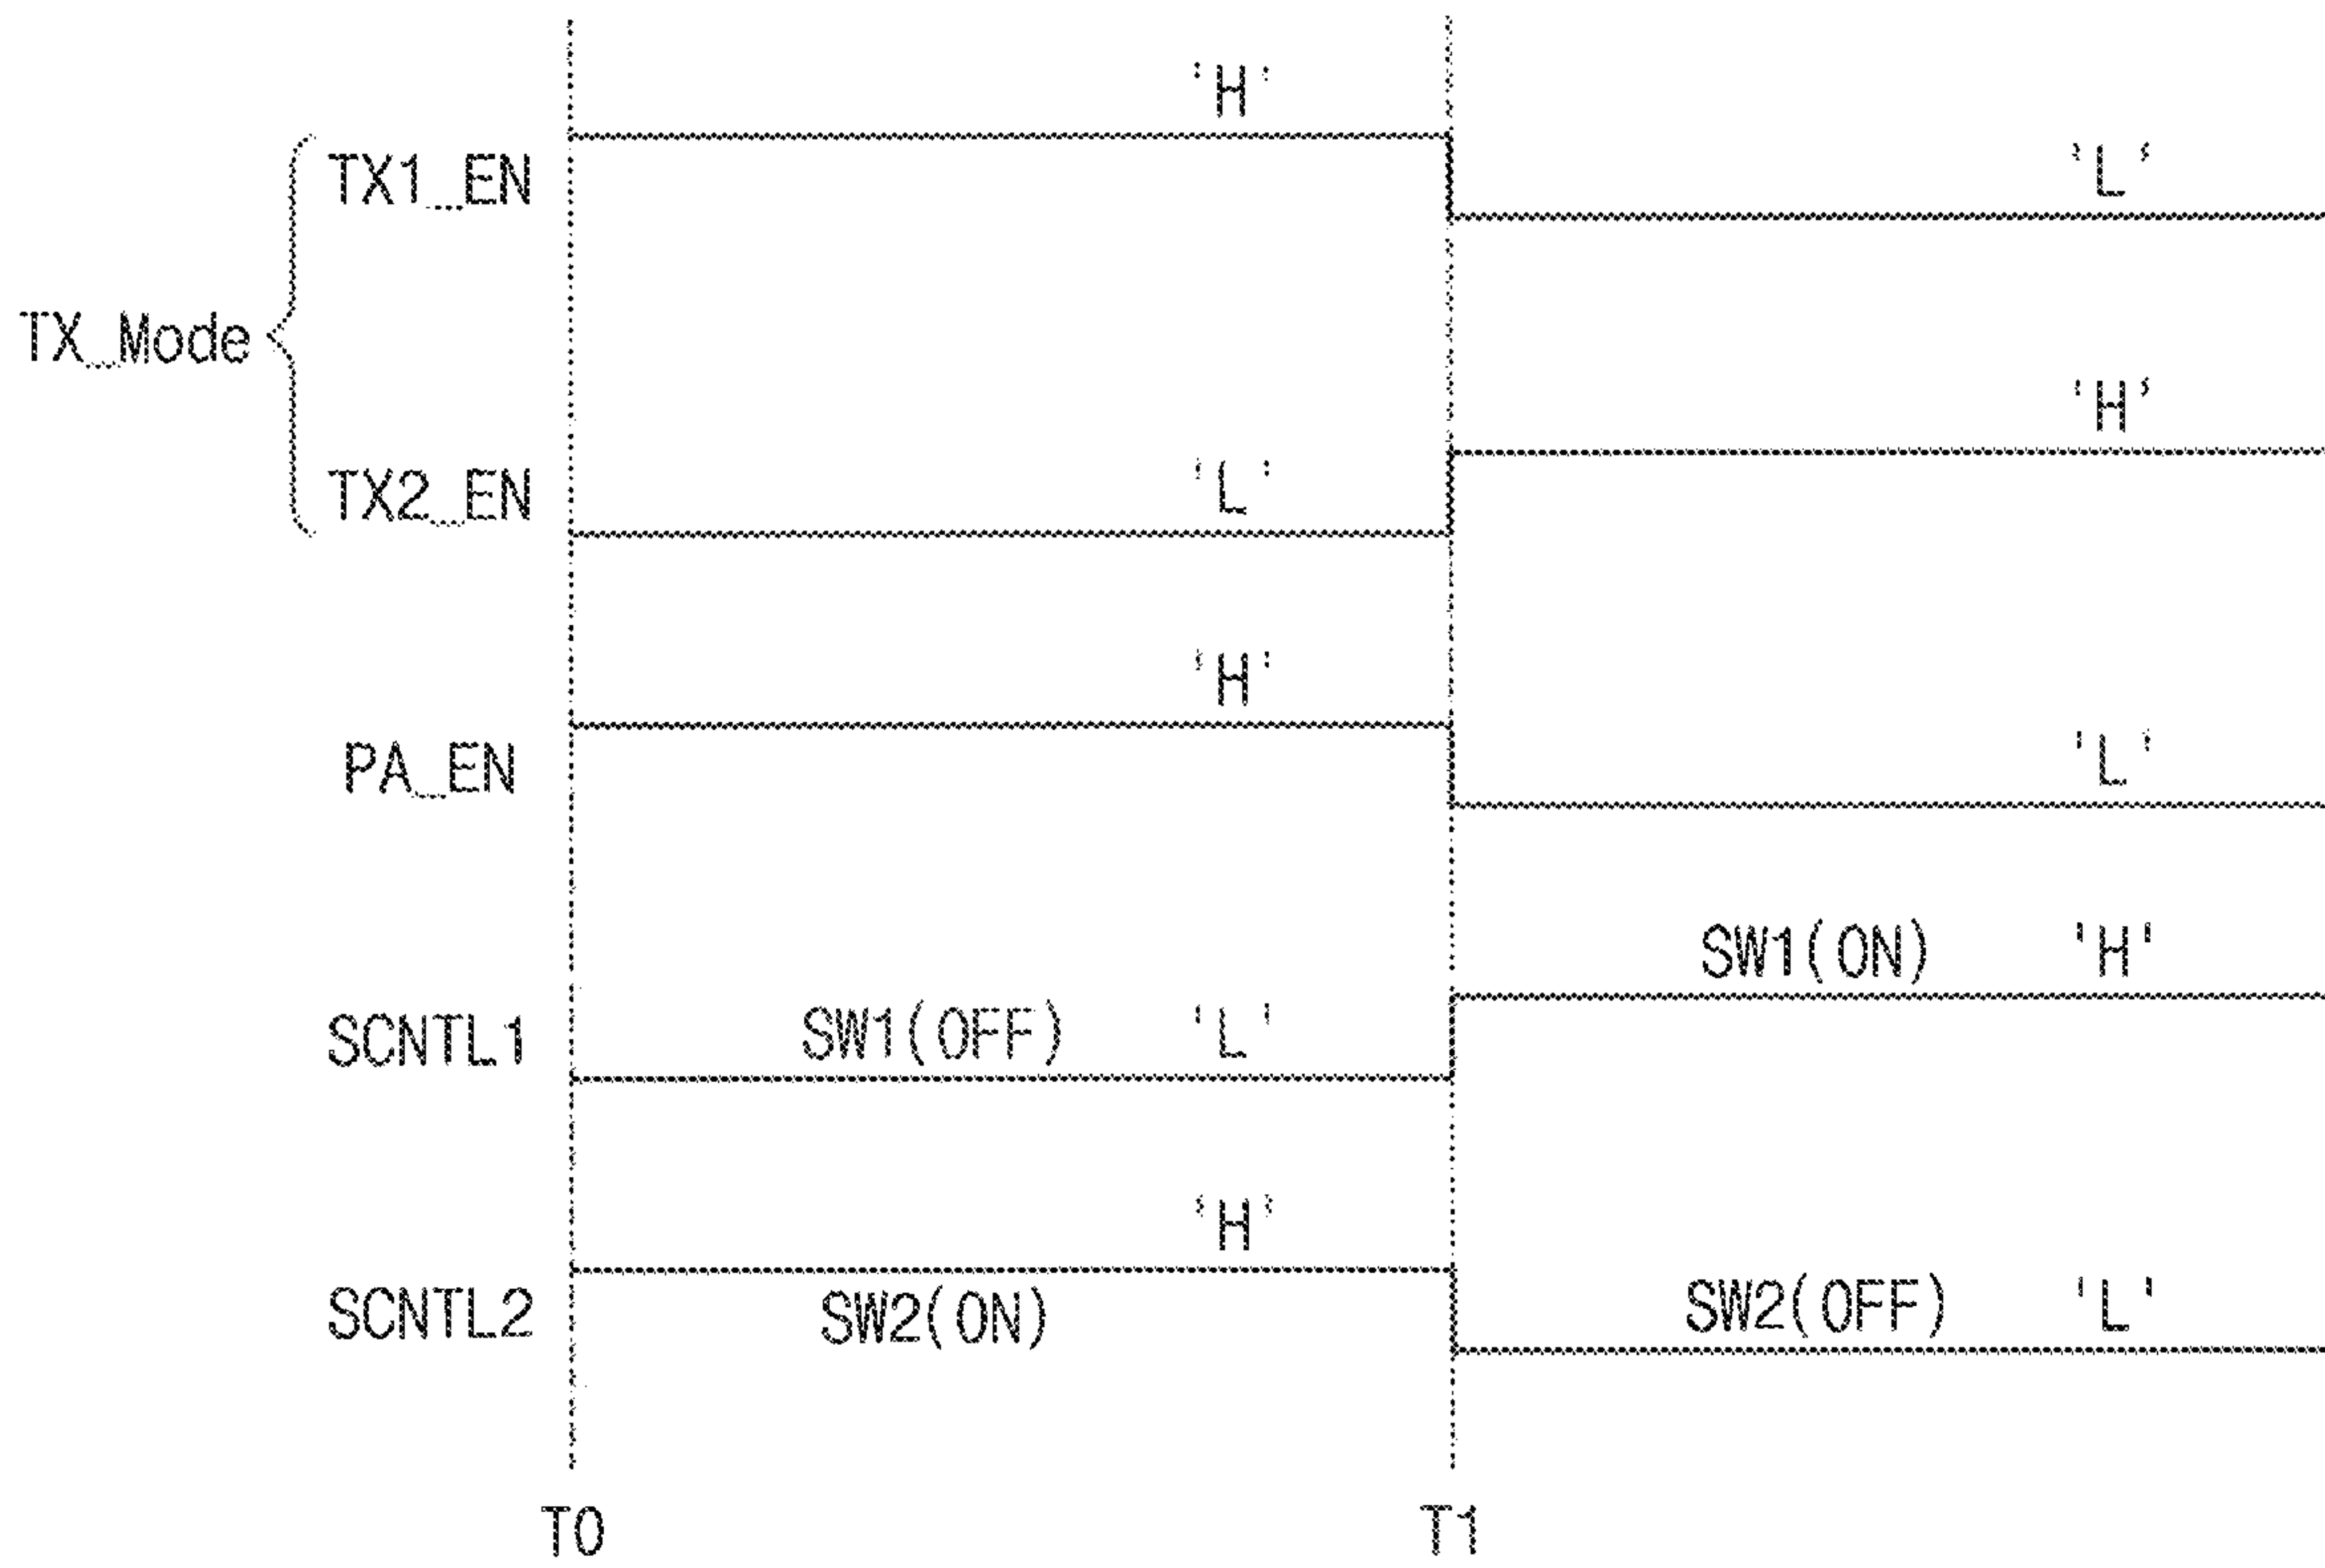 'H'
TX1_EN
'L'
TX_Mode
'H'
TX2_EN
'L'
'H'
PA_EN
'L'
SW1(ON) 'H'
SCNTL1
SW1(OFF) 'L'
'H'
SCNTL2
SW2(ON)
SW2(OFF) 'L'
T0
T1